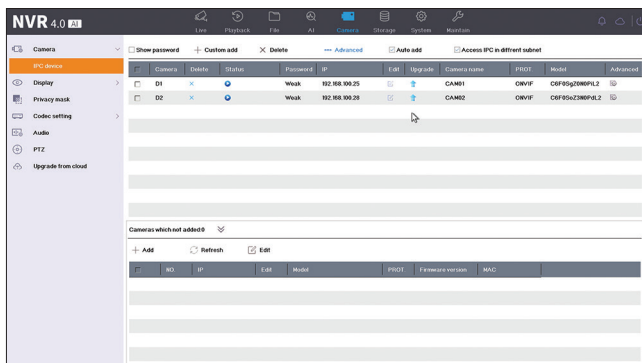 NVR 4.0 AI
Live Playback File AI Camera Storage System Maintain
Camera
IPC device
Display
Privacy mask
Codec setting
Audio
PTZ
Upgrade from cloud
Show password Custom add Delete Advanced Auto add Access IPC in diffrent subnet
Camera Delete Status Password IP Edit Upgrade Camera name PROT. Model Advanced
D1 Weak 192.168.100.25 CAM01 ONVIF C6F0SgZ0N0PiL2
D2 Weak 192.168.100.28 CAM02 ONVIF C6F0SoZ3N0PdL2
Cameras which not added:0
Add Refresh Edit
NO. IP Edit Model PROT. Firmware version MAC